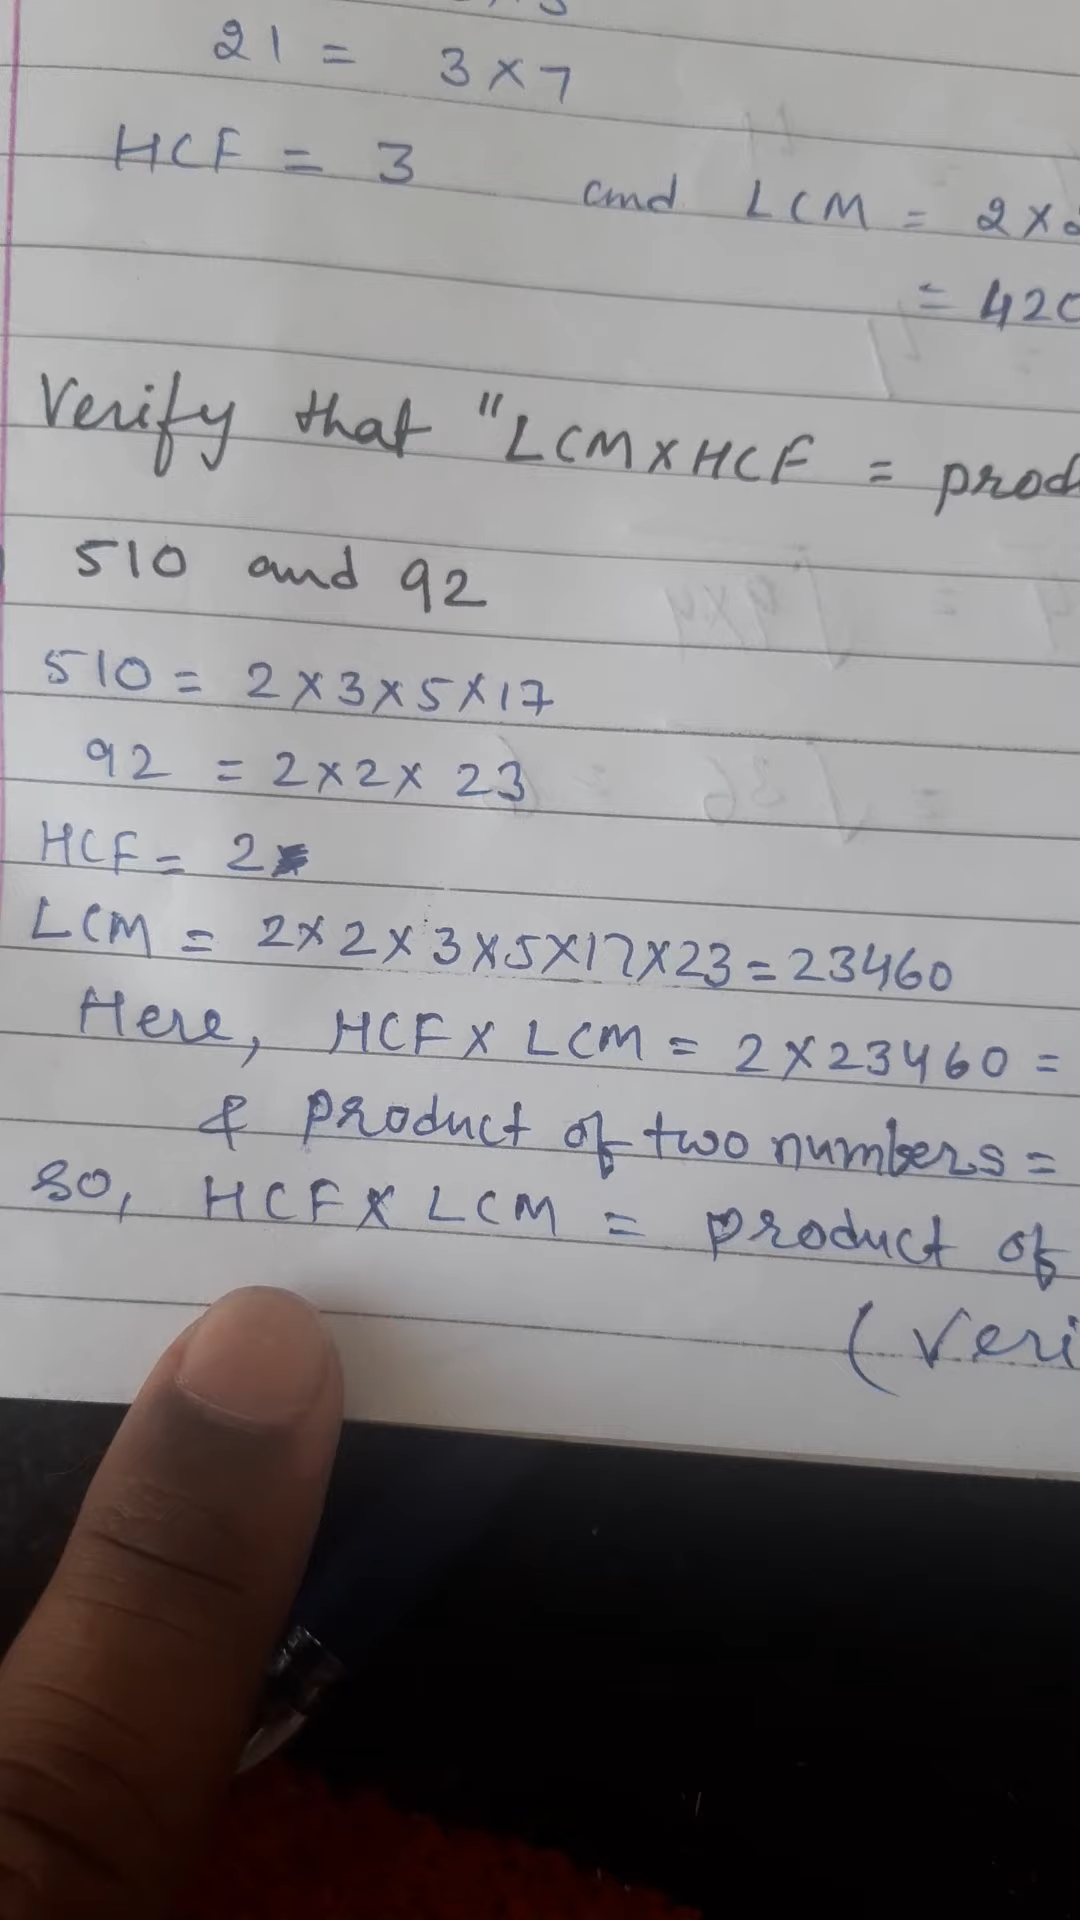 21 = 3×7
HCF = 3 and LCM = 2×2
= 420
Verify that "LCM×HCF = prod
510 and 92
510 = 2×3×5×17
92 = 2×2×23
HCF = 2
LCM = 2×2×3×5×17×23=23460
Here, HCF×LCM = 2×23460 =
& product of two numbers =
so, HCF×LCM = product of
(Veri